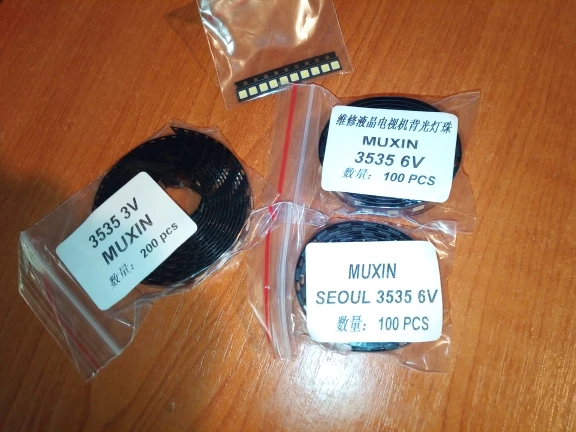 维修液晶电视机背光灯珠
MUXIN
3535 6V
数量: 100 PCS
3535 3V
MUXIN
数量: 200 pcs
MUXIN
SEOUL 3535 6V
数量: 100 PCS